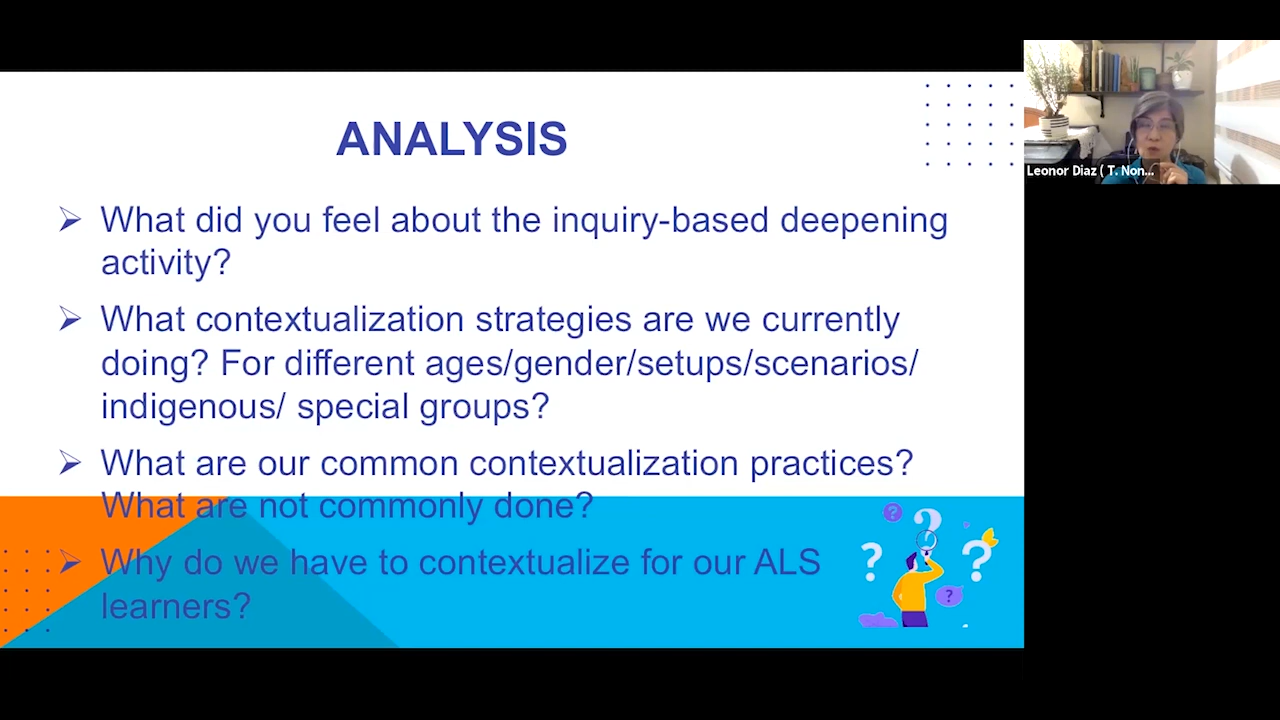 ANALYSIS
What did you feel about the inquiry-based deepening
activity?
What contextualization strategies are we currently
doing? For different ages/gender/setups/scenarios/
indigenous/ special groups?
What are our common contextualization practices?
What are not commonly done?
Why do we have to contextualize for our ALS
learners?
Leonor Diaz ( T. Non...
? ? ? ? ?